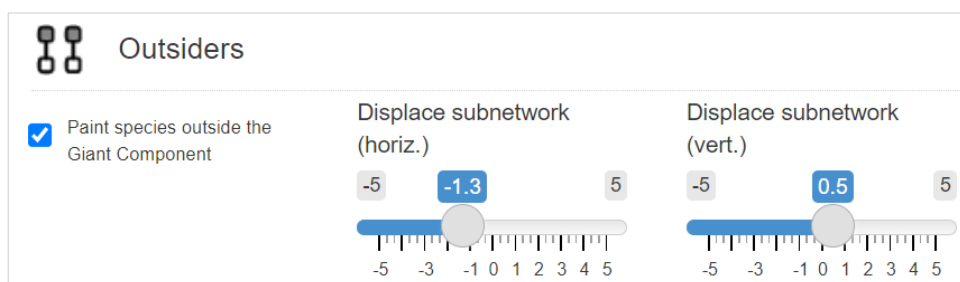 Outsiders
Paint species outside the
Giant Component
Displace subnetwork
(horiz.)
-5 -1.3 5
-5 -3 -1 0 1 2 3 4 5
Displace subnetwork
(vert.)
-5 0.5 5
-5 -3 -1 0 1 2 3 4 5